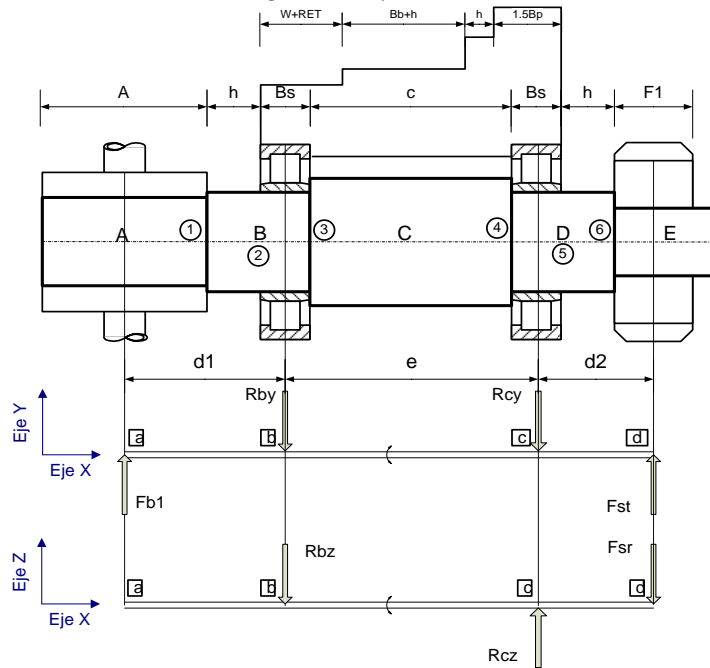 W+RET Bb+h h 1.5Bp
A h Bs c Bs h F1
1 3 4 6
A B C D E
2 5
d1 e d2
Rby Rcy
Eje Y
a b c d
Eje X
Fb1 Fst
Rbz Fsr
Eje Z
a b c d
Eje X
Rcz